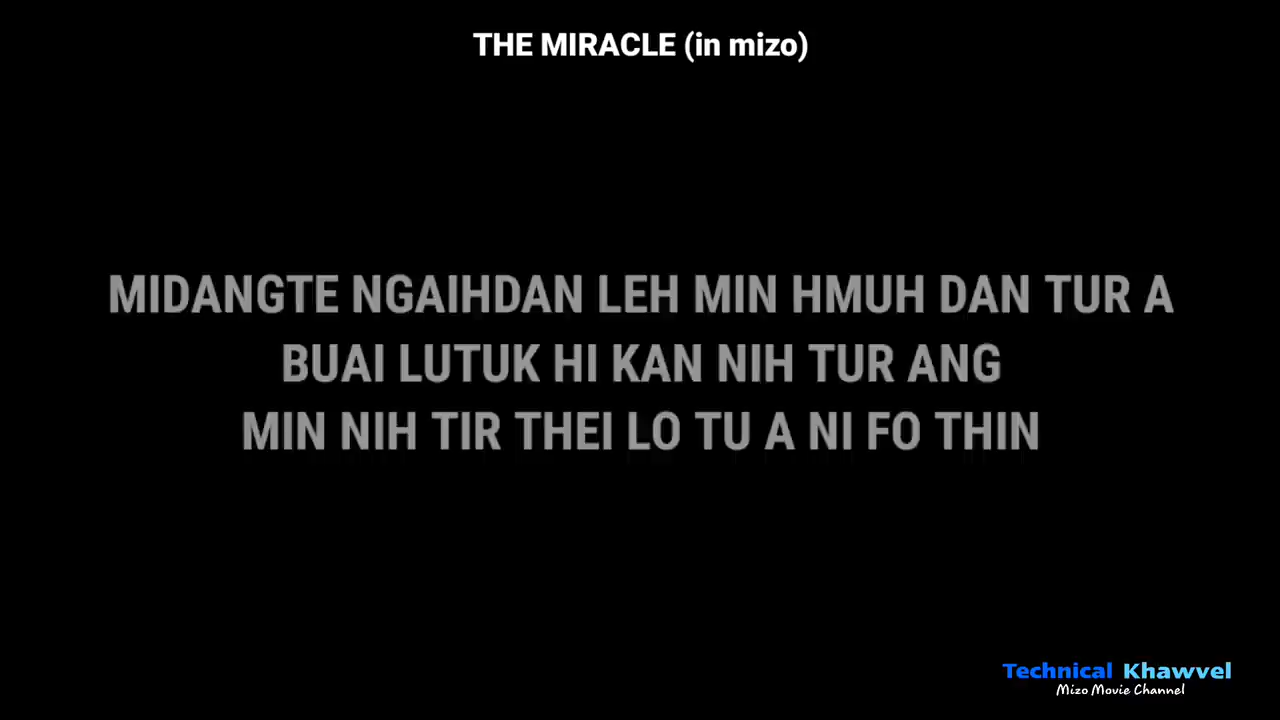 THE MIRACLE (in mizo)
MIDANGTE NGAIHDAN LEH MIN HMUH DAN TUR A
BUAI LUTUK HI KAN NIH TUR ANG
MIN NIH TIR THEI LO TU A NI FO THIN
Technical Khawvel
Mizo Movie Channel